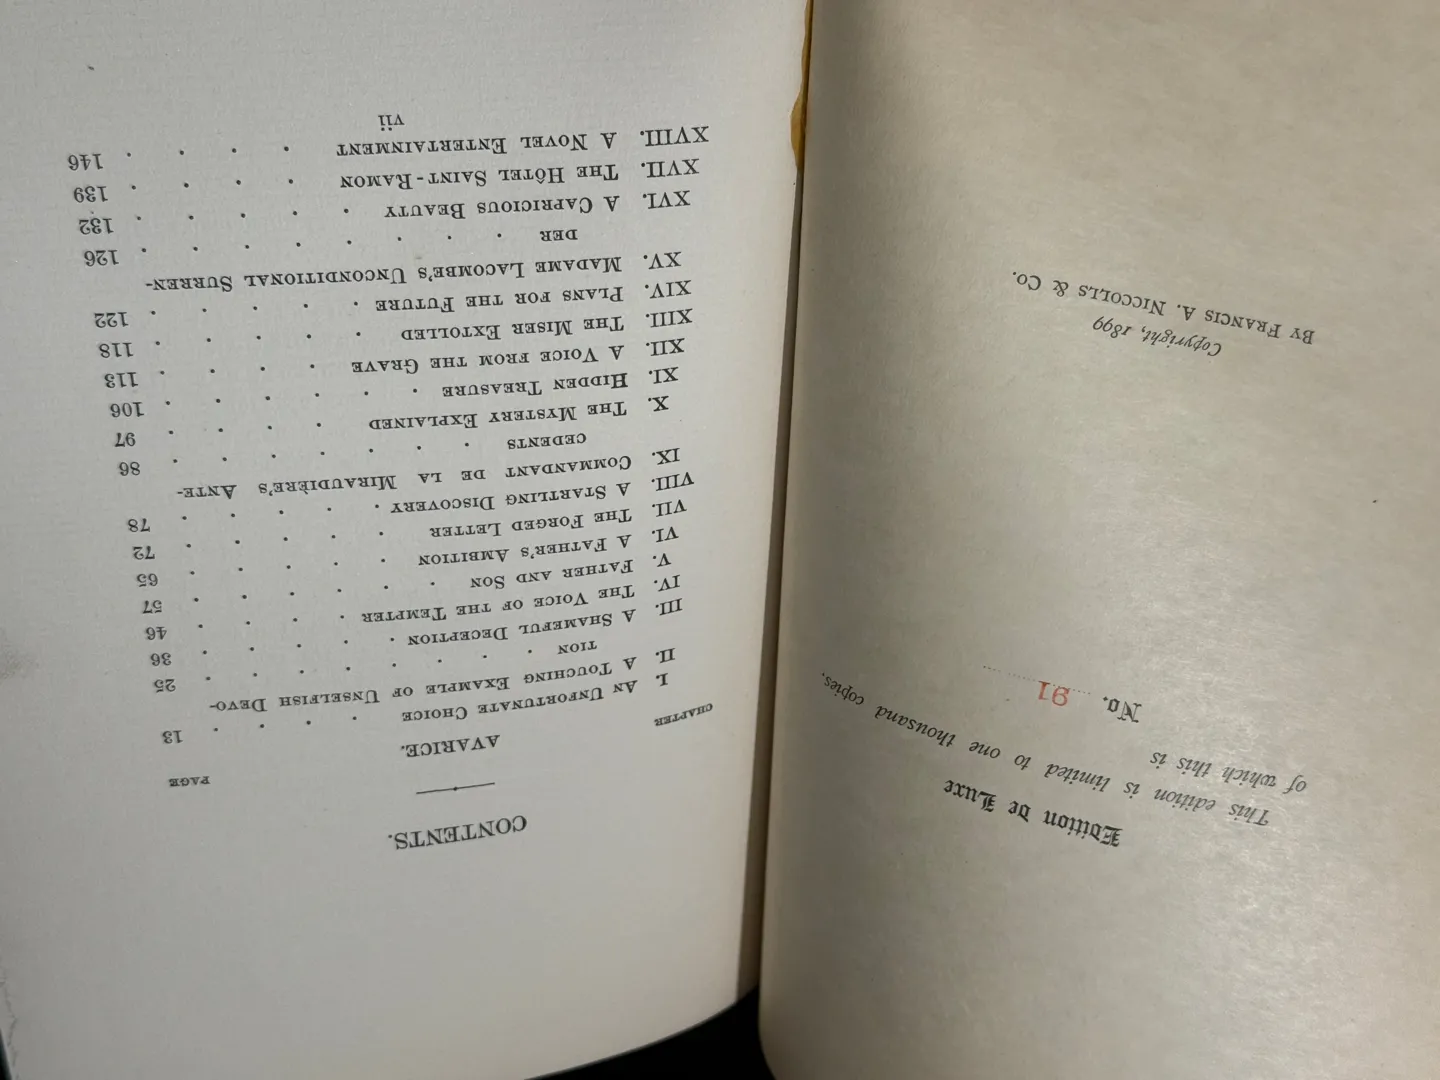 Edition de Luxe
This edition is limited to one thousand copies,
of which this is
No. 91
Copyright, 1899
BY FRANCIS A. NICCOLLS & CO.
CONTENTS.
AVARICE.
CHAPTER PAGE
I. AN UNFORTUNATE CHOICE . . . . 13
II. A TOUCHING EXAMPLE OF UNSELFISH DEVO-
TION . . . . . . . . 25
III. A SHAMEFUL DECEPTION . . . . . 36
IV. THE VOICE OF THE TEMPTER . . . . 46
V. FATHER AND SON . . . . . . 57
VI. A FATHER'S AMBITION . . . . . 65
VII. THE FORGED LETTER . . . . . 72
VIII. A STARTLING DISCOVERY . . . . . 78
IX. COMMANDANT DE LA MIRAUDIÈRE'S ANTE-
CEDENTS . . . . . . . 86
X. THE MYSTERY EXPLAINED . . . . 97
XI. HIDDEN TREASURE . . . . . . 106
XII. A VOICE FROM THE GRAVE . . . . 113
XIII. THE MISER EXTOLLED . . . . . 118
XIV. PLANS FOR THE FUTURE . . . . . 122
XV. MADAME LACOMBE'S UNCONDITIONAL SURREN-
DER . . . . . . . . 126
XVI. A CAPRICIOUS BEAUTY . . . . . 132
XVII. THE HÔTEL SAINT-RAMON . . . . 139
XVIII. A NOVEL ENTERTAINMENT . . . . 146
vii